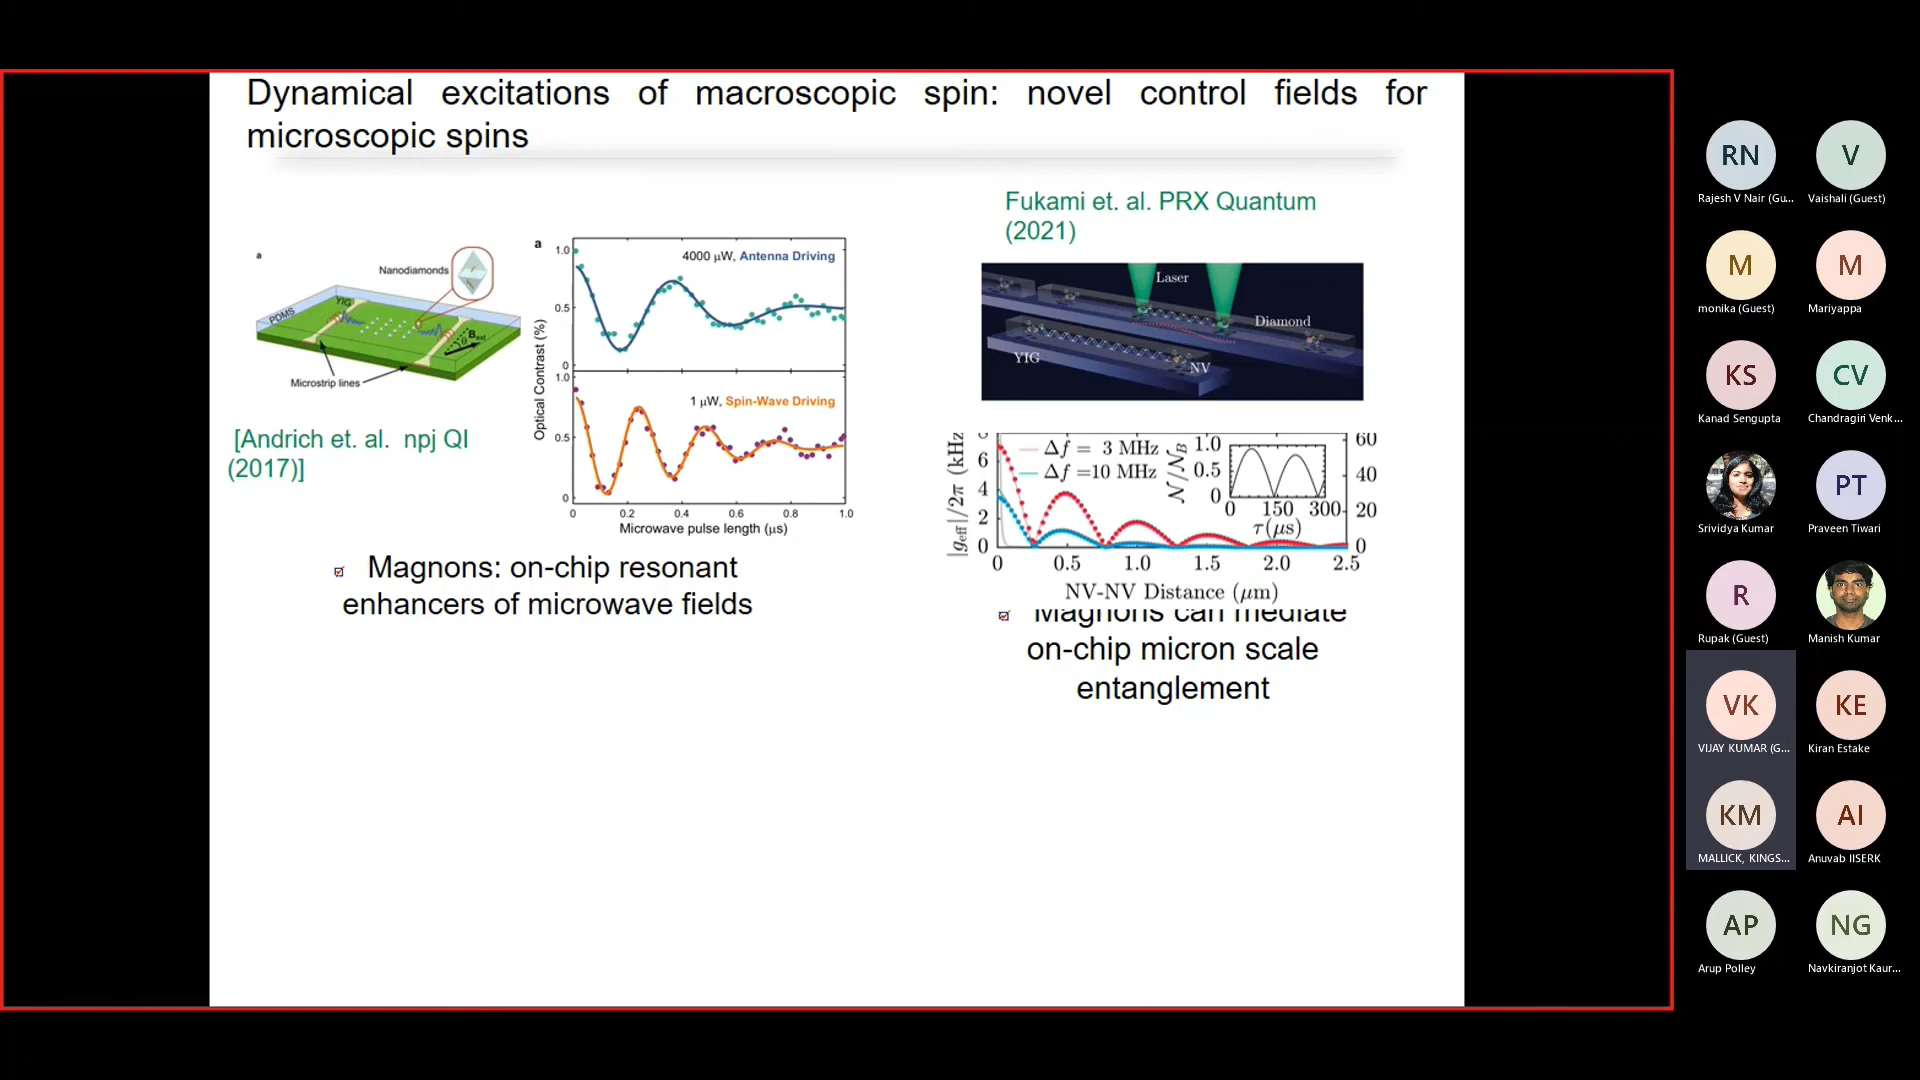 Dynamical excitations of macroscopic spin: novel control fields for
microscopic spins
Fukami et. al. PRX Quantum
(2021)
a
Nanodiamonds
YIG
PDMS
B_ext
θ
Microstrip lines
[Andrich et. al. npj QI
(2017)]
a
4000 μW, Antenna Driving
1 μW, Spin-Wave Driving
Optical Contrast (%)
1.0
0.5
0
1.0
0.5
0
0 0.2 0.4 0.6 0.8 1.0
Microwave pulse length (μs)
Magnons: on-chip resonant
enhancers of microwave fields
Laser
Diamond
YIG
NV
|g_eff|/2π (kHz
8
6
4
2
0
Δf = 3 MHz
Δf =10 MHz
N/N_B
1.0
0.5
0
0 150 300
τ(μs)
60
40
20
0
0 0.5 1.0 1.5 2.0 2.5
NV-NV Distance (μm)
Magnons can mediate
on-chip micron scale
entanglement
RN
Rajesh V Nair (Gu...
V
Vaishali (Guest)
M
monika (Guest)
M
Mariyappa
KS
Kanad Sengupta
CV
Chandragiri Venk...
Srividya Kumar
PT
Praveen Tiwari
R
Rupak (Guest)
Manish Kumar
VK
VIJAY KUMAR (G...
KE
Kiran Estake
KM
MALLICK, KINGS...
AI
Anuvab IISERK
AP
Arup Polley
NG
Navkiranjot Kaur...